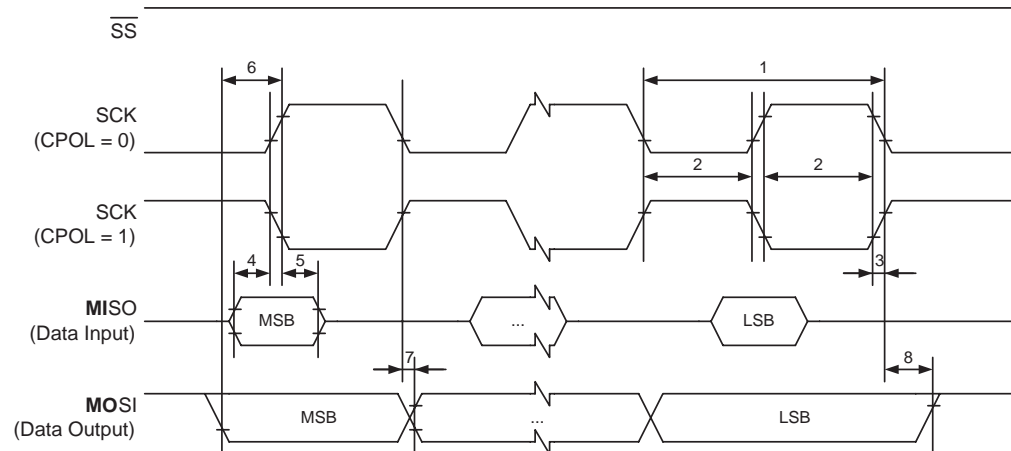 SS
6
1
SCK
(CPOL = 0)
2
2
SCK
(CPOL = 1)
4
5
3
MISO
(Data Input)
MSB
...
LSB
7
8
MOSI
(Data Output)
MSB
...
LSB